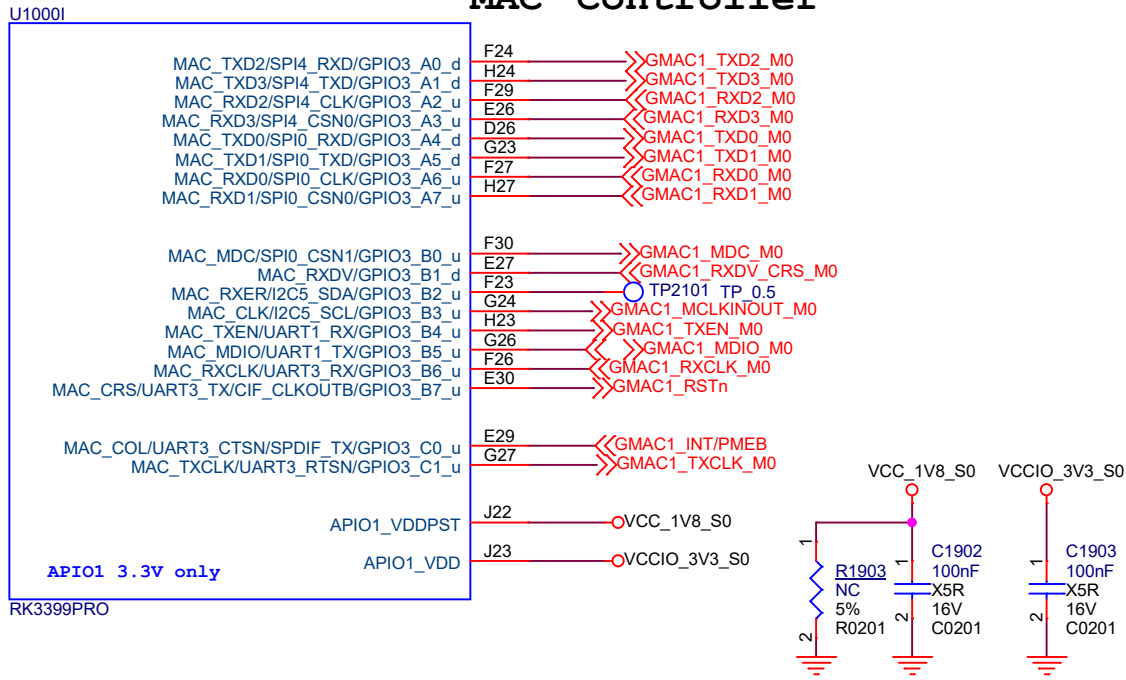 MAC Controller
U1000I
MAC_TXD2/SPI4_RXD/GPIO3_A0_d F24 GMAC1_TXD2_M0
MAC_TXD3/SPI4_TXD/GPIO3_A1_d H24 GMAC1_TXD3_M0
MAC_RXD2/SPI4_CLK/GPIO3_A2_u F29 GMAC1_RXD2_M0
MAC_RXD3/SPI4_CSN0/GPIO3_A3_u E26 GMAC1_RXD3_M0
MAC_TXD0/SPI0_RXD/GPIO3_A4_d D26 GMAC1_TXD0_M0
MAC_TXD1/SPI0_TXD/GPIO3_A5_d G23 GMAC1_TXD1_M0
MAC_RXD0/SPI0_CLK/GPIO3_A6_u F27 GMAC1_RXD0_M0
MAC_RXD1/SPI0_CSN0/GPIO3_A7_u H27 GMAC1_RXD1_M0
MAC_MDC/SPI0_CSN1/GPIO3_B0_u F30 GMAC1_MDC_M0
MAC_RXDV/GPIO3_B1_d E27 GMAC1_RXDV_CRS_M0
MAC_RXER/I2C5_SDA/GPIO3_B2_u F23 TP2101 TP_0.5
MAC_CLK/I2C5_SCL/GPIO3_B3_u G24 GMAC1_MCLKINOUT_M0
MAC_TXEN/UART1_RX/GPIO3_B4_u H23 GMAC1_TXEN_M0
MAC_MDIO/UART1_TX/GPIO3_B5_u G26 GMAC1_MDIO_M0
MAC_RXCLK/UART3_RX/GPIO3_B6_u F26 GMAC1_RXCLK_M0
MAC_CRS/UART3_TX/CIF_CLKOUTB/GPIO3_B7_u E30 GMAC1_RSTn
MAC_COL/UART3_CTSN/SPDIF_TX/GPIO3_C0_u E29 GMAC1_INT/PMEB
MAC_TXCLK/UART3_RTSN/GPIO3_C1_u G27 GMAC1_TXCLK_M0
APIO1_VDDPST J22 VCC_1V8_S0
APIO1_VDD J23 VCCIO_3V3_S0
APIO1 3.3V only
RK3399PRO
VCC_1V8_S0 VCCIO_3V3_S0
1
R1903
NC
5%
R0201
2
1
C1902
100nF
X5R
16V
C0201
2
1
C1903
100nF
X5R
16V
C0201
2